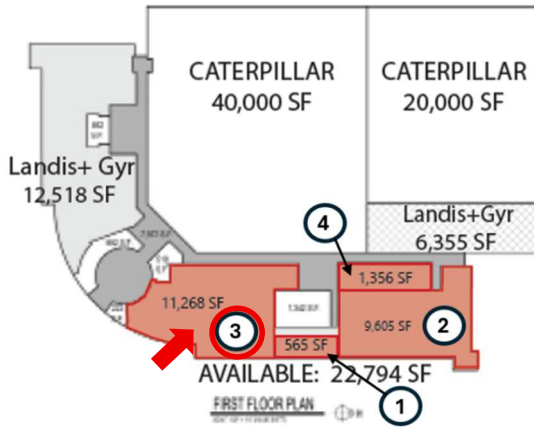 CATERPILLAR
40,000 SF
CATERPILLAR
20,000 SF
Landis+ Gyr
12,518 SF
Landis+Gyr
6,355 SF
4
1,356 SF
11,268 SF
3
9,605 SF
2
565 SF
AVAILABLE: 22,794 SF
1
FIRST FLOOR PLAN